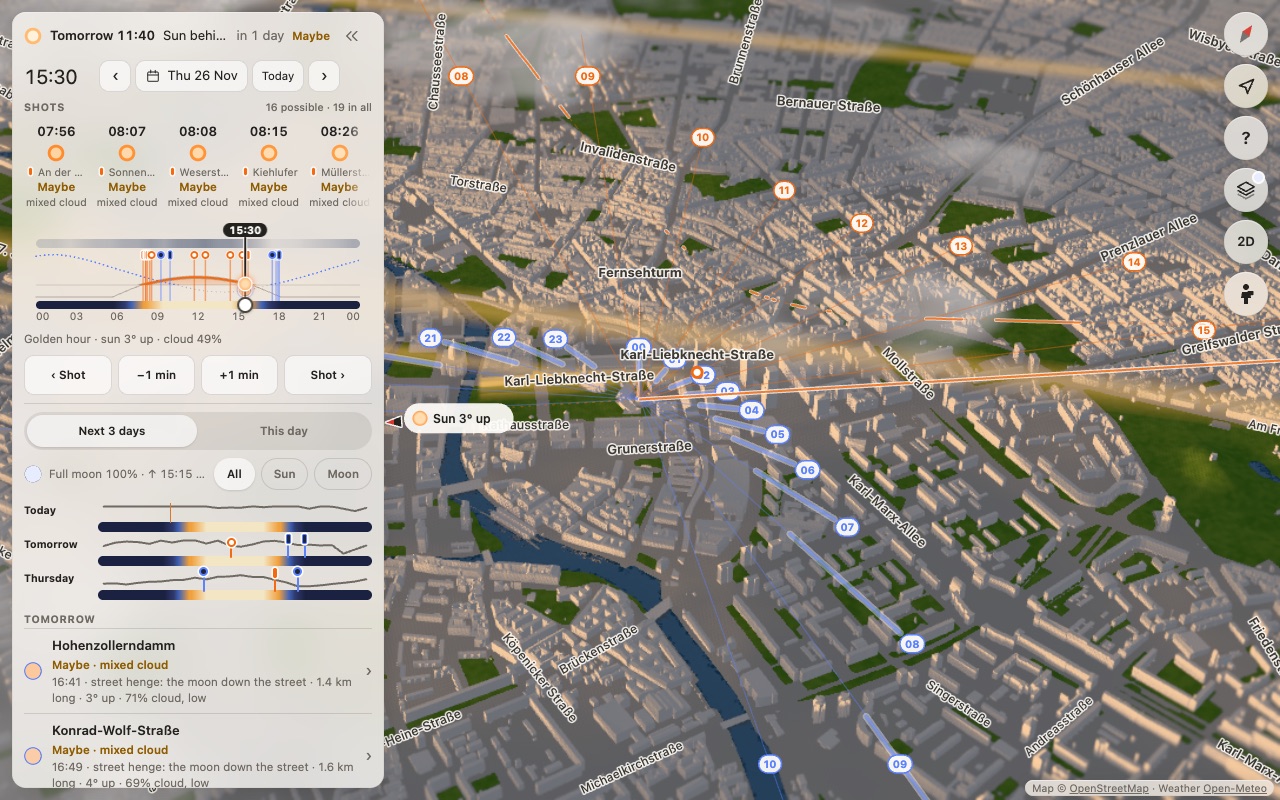 Tomorrow 11:40 Sun behi... in 1 day Maybe
15:30 Thu 26 Nov Today
SHOTS 16 possible · 19 in all
07:56 08:07 08:08 08:15 08:26
An der ... Sonnen... Weserst... Kiehlufer Müllerst...
Maybe Maybe Maybe Maybe Maybe
mixed cloud mixed cloud mixed cloud mixed cloud mixed cloud
15:30
00 03 06 09 12 15 18 21 00
Golden hour · sun 3° up · cloud 49%
‹ Shot −1 min +1 min Shot ›
Next 3 days This day
Full moon 100% · ↑ 15:15 ... All Sun Moon
Today
Tomorrow
Thursday
TOMORROW
Hohenzollerndamm
Maybe · mixed cloud
16:41 · street henge: the moon down the street · 1.4 km
long · 3° up · 71% cloud, low
Konrad-Wolf-Straße
Maybe · mixed cloud
16:49 · street henge: the moon down the street · 1.6 km
long · 4° up · 69% cloud, low
Chausseestraße
Brunnenstraße
Schönhauser Allee
Wisbyer Straße
08
09
Bernauer Straße
10
Invalidenstraße
Torstraße
11
12
13
Prenzlauer Allee
14
Fernsehturm
15
Greifswalder St
21 22 23 00 01
Karl-Liebknecht-Straße
Mollstraße
Karl-Liebknecht-Straße
03
04
Sun 3° up
Rathausstraße
05
Am Fr
Grunerstraße
06
Karl-Marx-Allee
07
08
Brückenstraße
Köpenicker Straße
Singerstraße
Andreasstraße
Friedens
-Heine-Straße
Michaelkirchstraße
10
09
Karl-Marx-
?
2D
Map © OpenStreetMap · Weather Open-Meteo